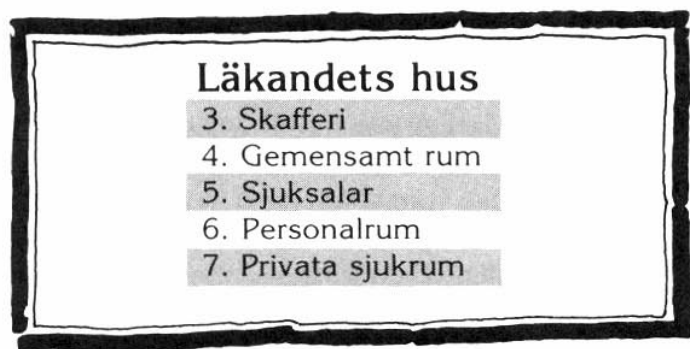 Läkandets hus
3. Skafferi
4. Gemensamt rum
5. Sjuksalar
6. Personalrum
7. Privata sjukrum